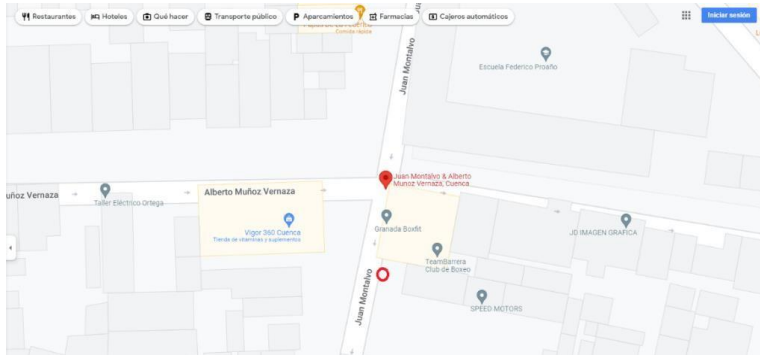 Restaurantes
Hoteles
Qué hacer
Transporte público
Aparcamientos
Farmacias
Cajeros automáticos
Iniciar sesión
Comida rápida
Juan Montalvo
Escuela Federico Proaño
Juan Montalvo & Alberto
Munoz Vernaza, Cuenca
uñoz Vernaza
Taller Eléctrico Ortega
Alberto Muñoz Vernaza
Vigor 360 Cuenca
Tienda de vitaminas y suplementos
Granada Boxfit
JD IMAGEN GRAFICA
TeamBarrera
Club de Boxeo
Juan Montalvo
SPEED MOTORS